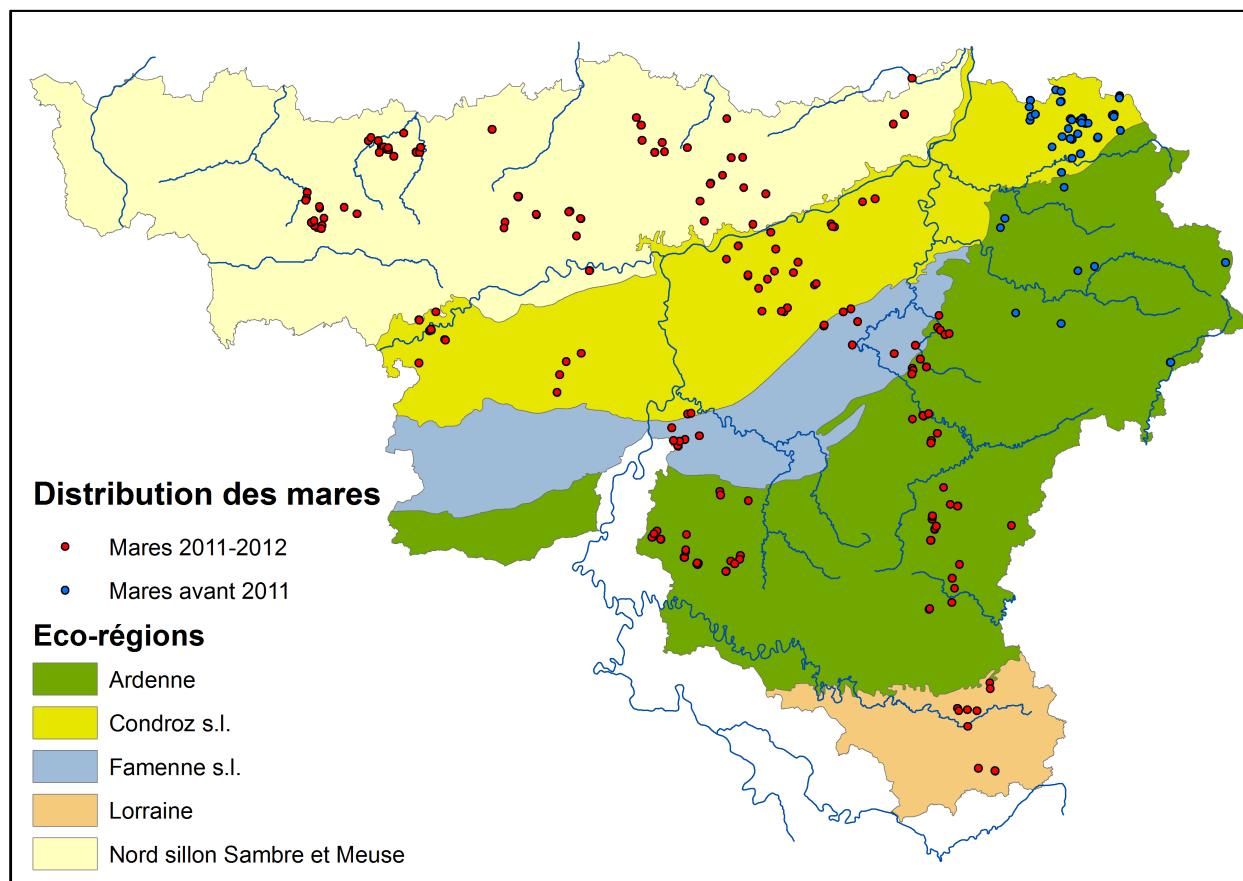 Distribution des mares
Mares 2011-2012
Mares avant 2011
Eco-régions
Ardenne
Condroz s.l.
Famenne s.l.
Lorraine
Nord sillon Sambre et Meuse